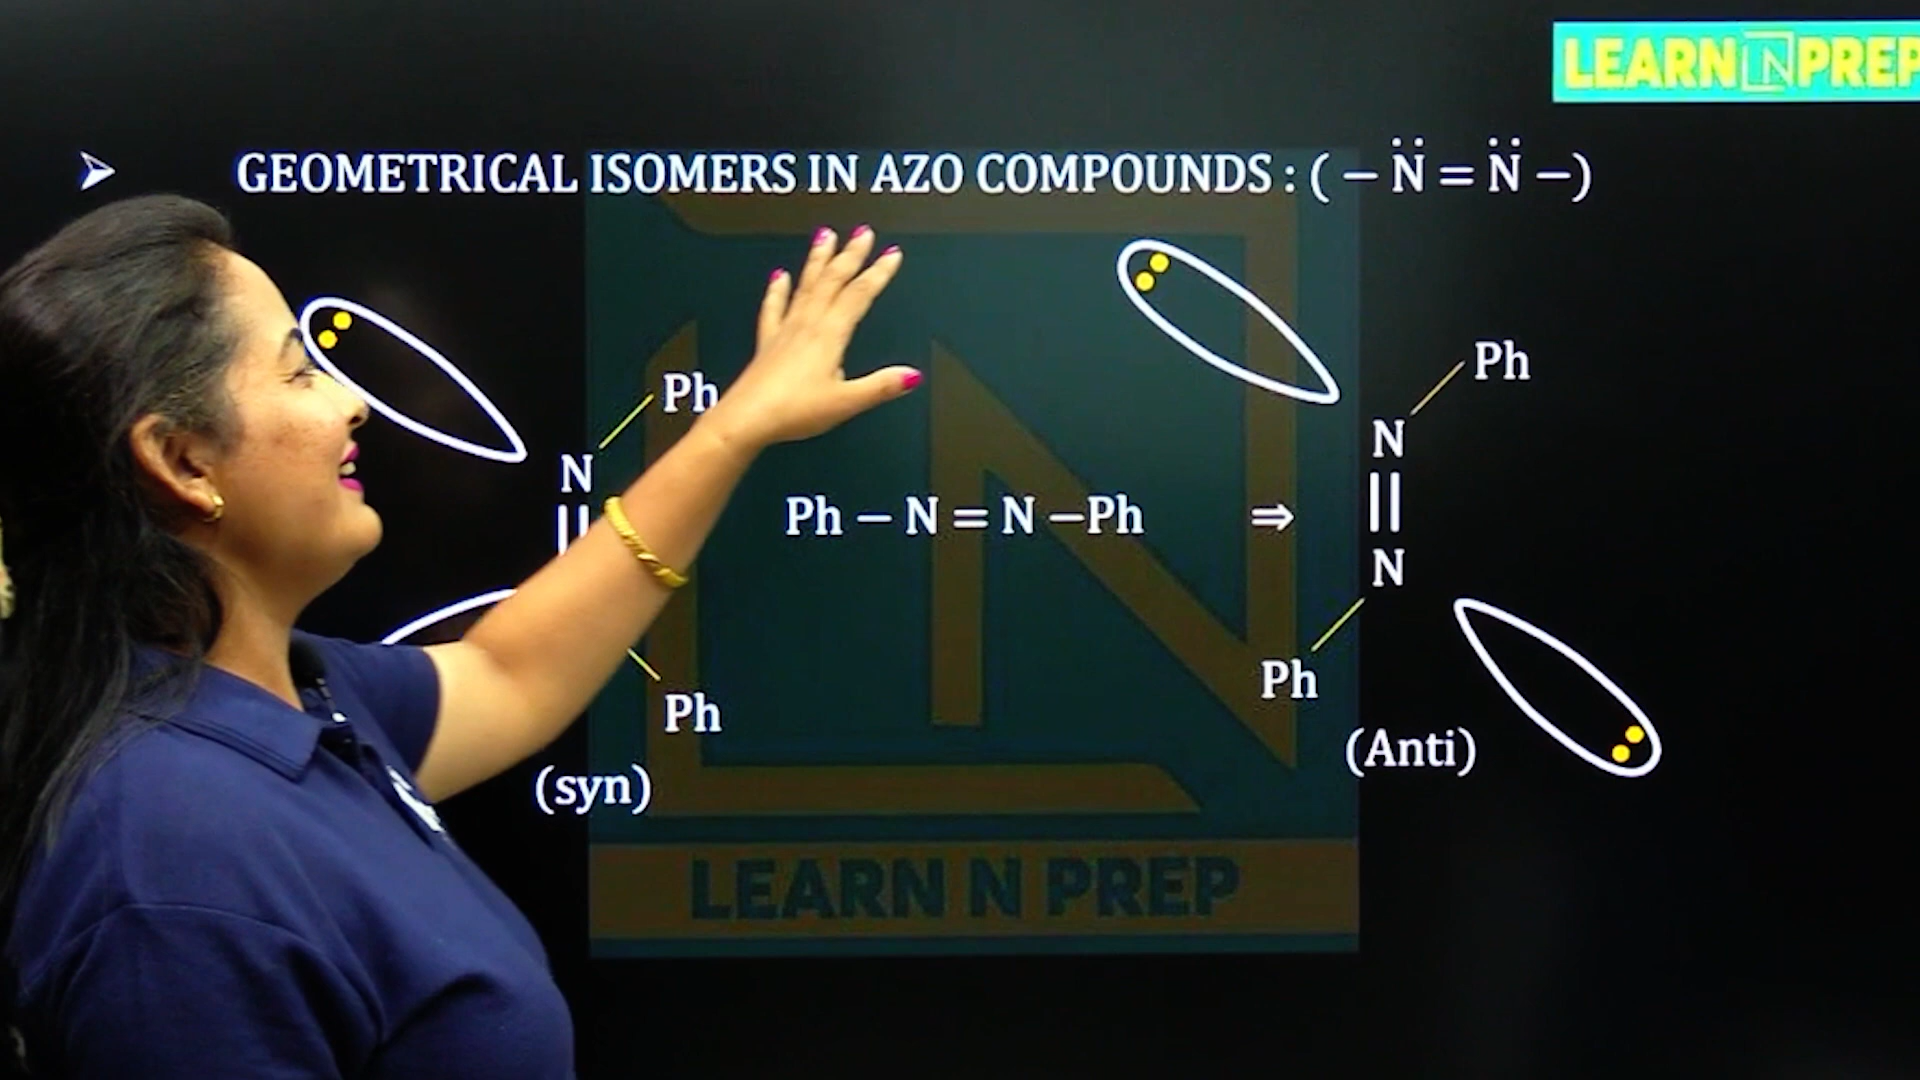 LEARN N PREP
➤ GEOMETRICAL ISOMERS IN AZO COMPOUNDS : ( − N̈ = N̈ −)
Ph
Ph
N
N
||
||
Ph − N = N −Ph ⇒
N
Ph
Ph
(Anti)
(syn)
LEARN N PREP